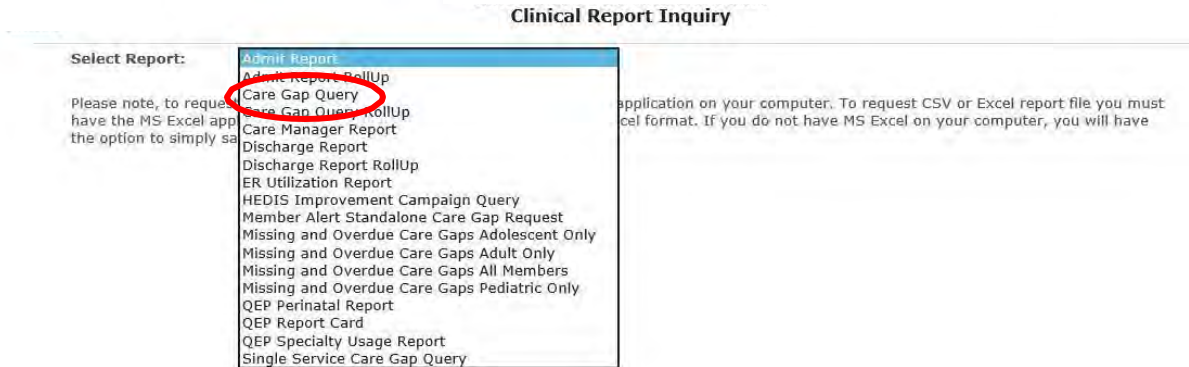 Clinical Report Inquiry
Select Report:
Admit Report
Admit Report RollUp
Care Gap Query
Care Gap Query RollUp
Care Manager Report
Discharge Report
Discharge Report RollUp
ER Utilization Report
HEDIS Improvement Campaign Query
Member Alert Standalone Care Gap Request
Missing and Overdue Care Gaps Adolescent Only
Missing and Overdue Care Gaps Adult Only
Missing and Overdue Care Gaps All Members
Missing and Overdue Care Gaps Pediatric Only
QEP Perinatal Report
QEP Report Card
QEP Specialty Usage Report
Single Service Care Gap Query
Please note, to reques application on your computer. To request CSV or Excel report file you must
have the MS Excel app cel format. If you do not have MS Excel on your computer, you will have
the option to simply sa